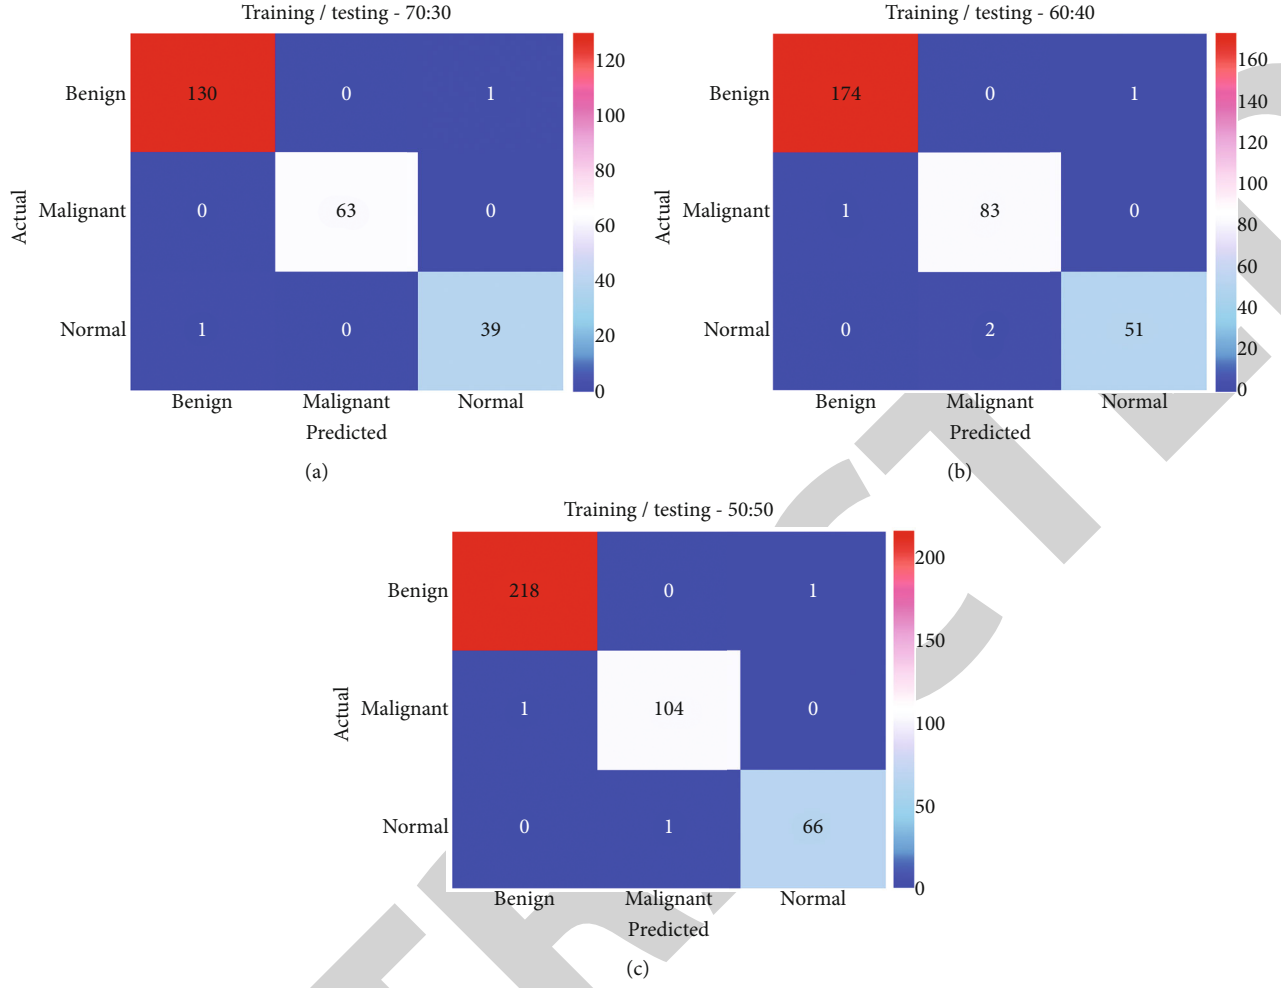 Training / testing - 70:30
Actual
Benign 130 0 1
Malignant 0 63 0
Normal 1 0 39
Benign Malignant Normal
Predicted
120
100
80
60
40
20
0
(a)
Training / testing - 60:40
Actual
Benign 174 0 1
Malignant 1 83 0
Normal 0 2 51
Benign Malignant Normal
Predicted
160
140
120
100
80
60
40
20
0
(b)
Training / testing - 50:50
Actual
Benign 218 0 1
Malignant 1 104 0
Normal 0 1 66
Benign Malignant Normal
Predicted
200
150
100
50
0
(c)